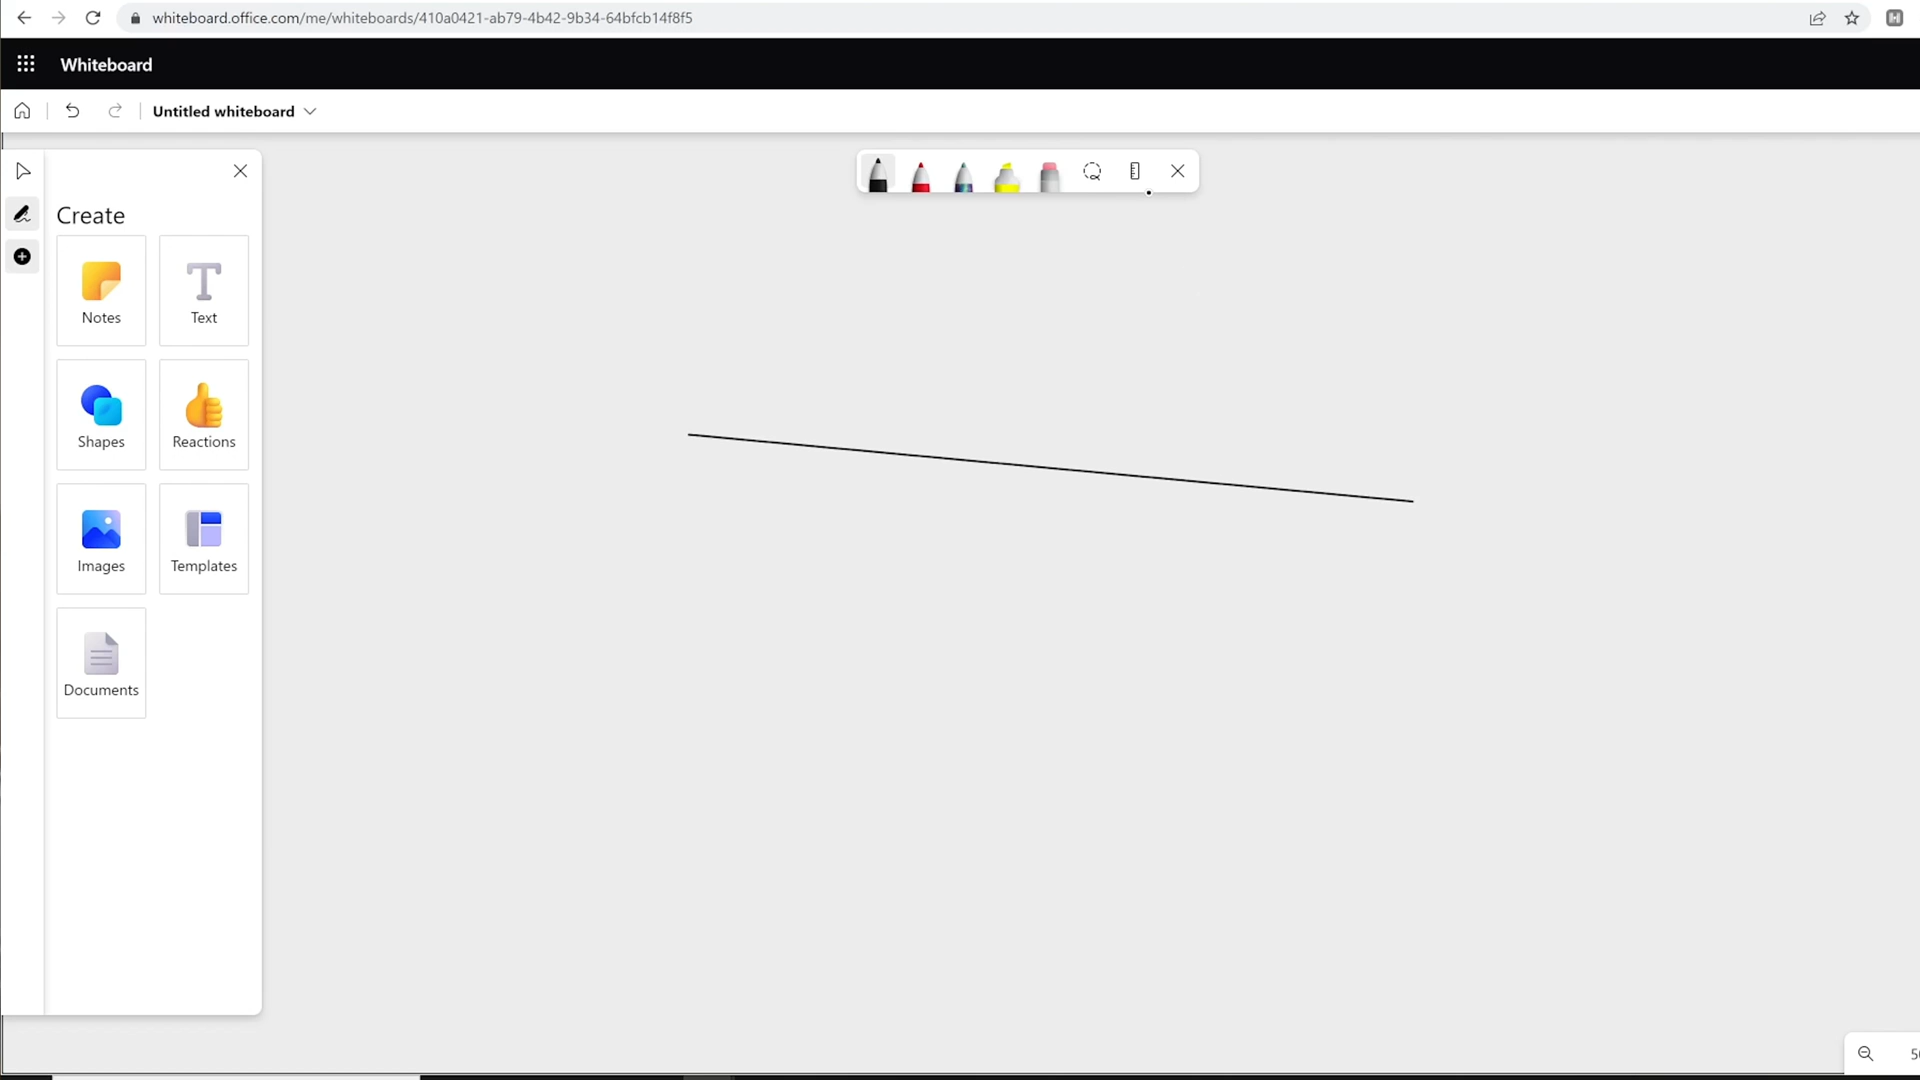 whiteboard.office.com/me/whiteboards/410a0421-ab79-4b42-9b34-64bfcb14f8f5
Whiteboard
Untitled whiteboard
Create
Notes
Text
Shapes
Reactions
Images
Templates
Documents